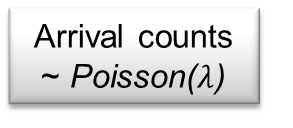 Arrival counts
~ Poisson(λ)